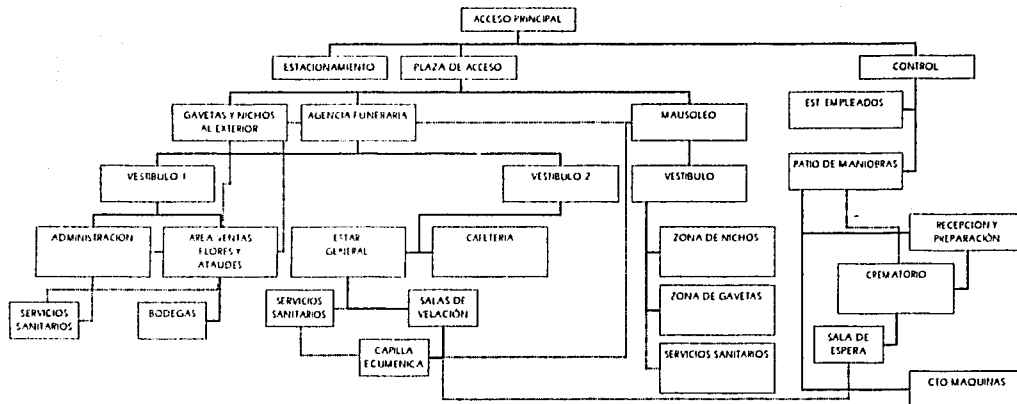 ACCESO PRINCIPAL
ESTACIONAMIENTO
PLAZA DE ACCESO
CONTROL
GAVETAS Y NICHOS
AL EXTERIOR
AGENCIA FUNERARIA
MAUSOLEO
EST EMPLEADOS
VESTIBULO 1
VESTIBULO 2
VESTIBULO
PATIO DE MANIOBRAS
ADMINISTRACION
AREA VENTAS
FLORES Y
ATAUDES
ESTAR
GENERAL
CAFETERIA
ZONA DE NICHOS
RECEPCION Y
PREPARACIÓN
CREMATORIO
SERVICIOS
SANITARIOS
BODEGAS
SERVICIOS
SANITARIOS
SALAS DE
VELACIÓN
ZONA DE GAVETAS
SALA DE
ESPERA
CAPILLA
ECUMENICA
SERVICIOS SANITARIOS
CTO MAQUINAS